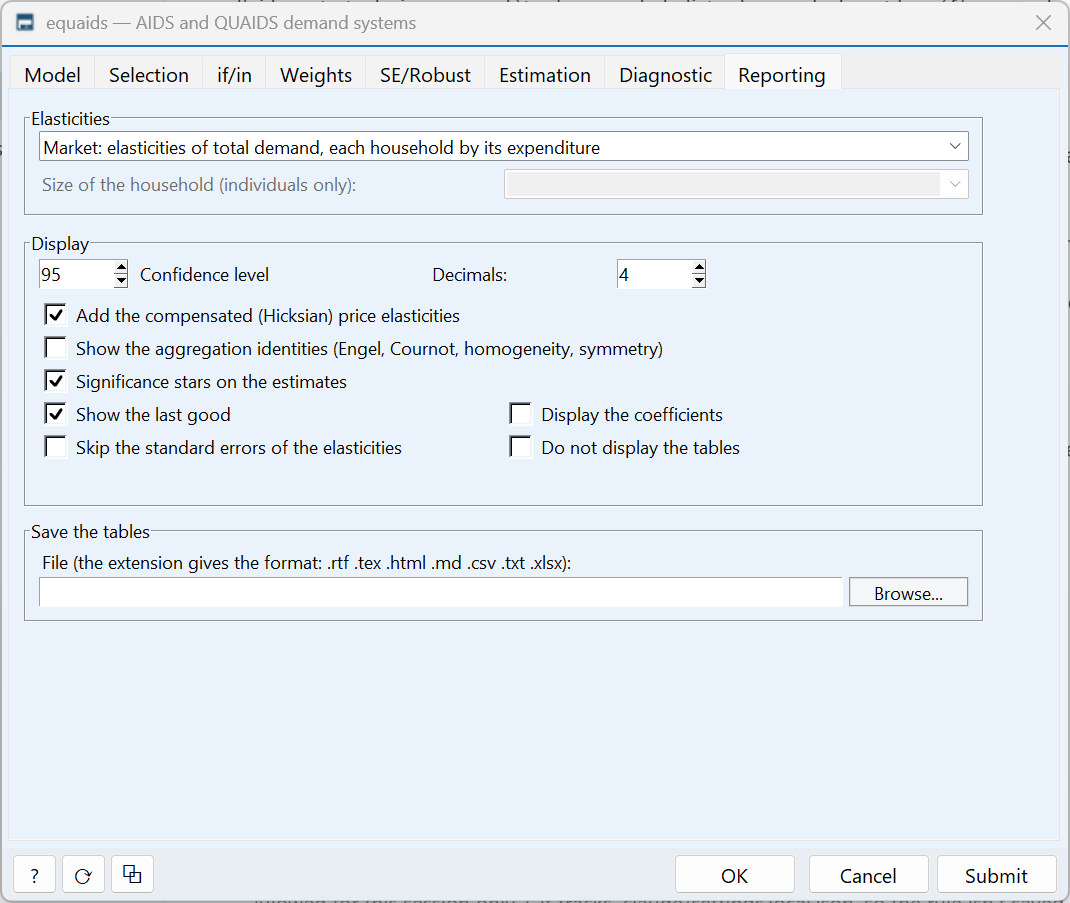 equaids — AIDS and QUAIDS demand systems
Model Selection if/in Weights SE/Robust Estimation Diagnostic Reporting
Elasticities
Market: elasticities of total demand, each household by its expenditure
Size of the household (individuals only):
Display
95 Confidence level Decimals: 4
Add the compensated (Hicksian) price elasticities
Show the aggregation identities (Engel, Cournot, homogeneity, symmetry)
Significance stars on the estimates
Show the last good Display the coefficients
Skip the standard errors of the elasticities Do not display the tables
Save the tables
File (the extension gives the format: .rtf .tex .html .md .csv .txt .xlsx):
Browse...
? OK Cancel Submit